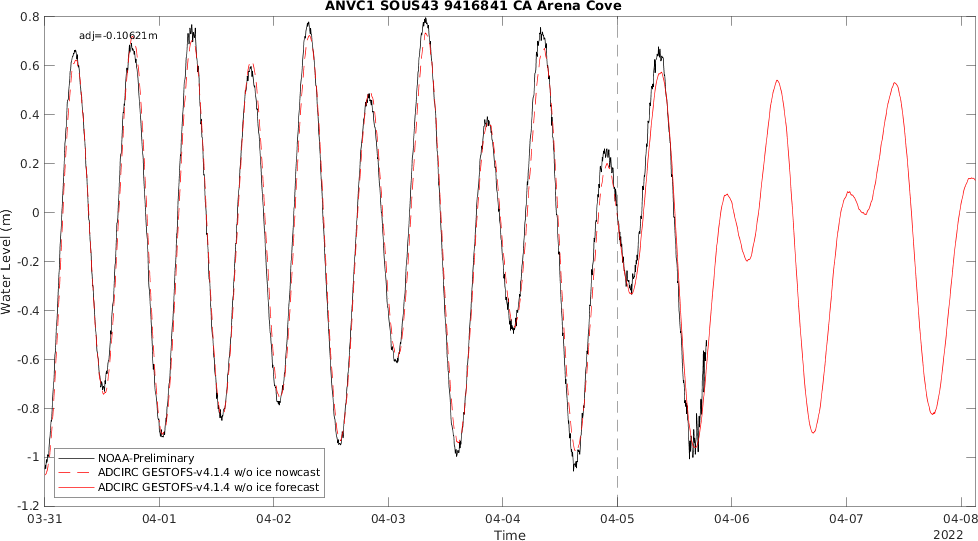 ANVC1 SOUS43 9416841 CA Arena Cove
adj=-0.10621m
0.8
0.6
0.4
0.2
0
-0.2
-0.4
-0.6
-0.8
-1
-1.2
Water Level (m)
NOAA-Preliminary
ADCIRC GESTOFS-v4.1.4 w/o ice nowcast
ADCIRC GESTOFS-v4.1.4 w/o ice forecast
03-31 04-01 04-02 04-03 04-04 04-05 04-06 04-07 04-08
Time
2022